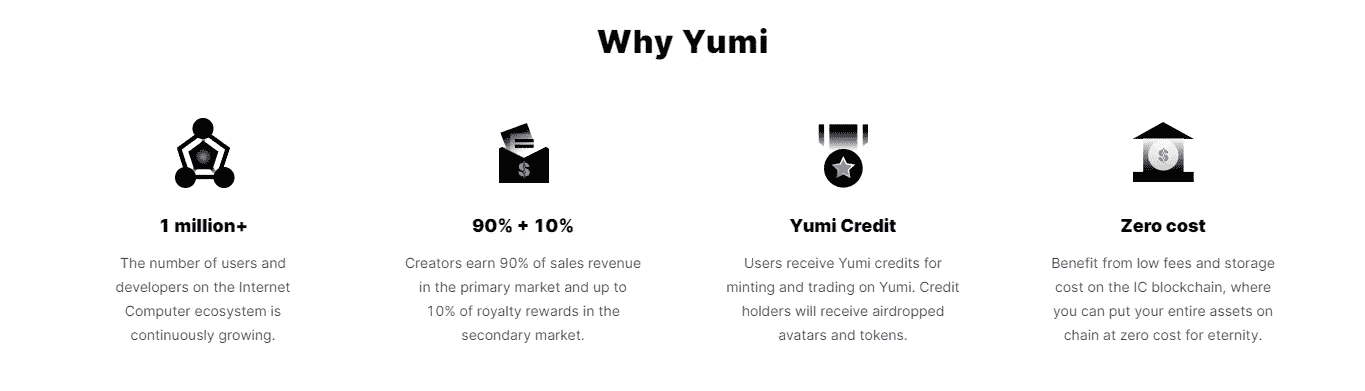 Why Yumi
1 million+
The number of users and
developers on the Internet
Computer ecosystem is
continuously growing.
90% + 10%
Creators earn 90% of sales revenue
in the primary market and up to
10% of royalty rewards in the
secondary market.
Yumi Credit
Users receive Yumi credits for
minting and trading on Yumi. Credit
holders will receive airdropped
avatars and tokens.
Zero cost
Benefit from low fees and storage
cost on the IC blockchain, where
you can put your entire assets on
chain at zero cost for eternity.